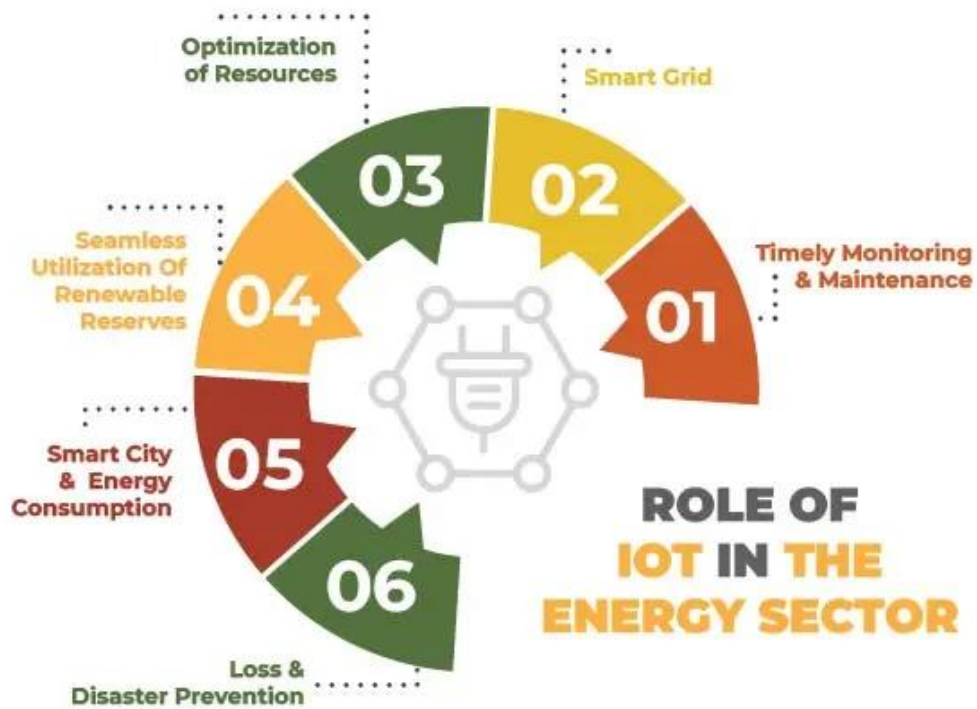 Optimization
of Resources
Smart Grid
03
02
Seamless
Utilization Of
Renewable
Reserves
Timely Monitoring
& Maintenance
04
01
Smart City
& Energy
Consumption
05
ROLE OF
IOT IN THE
ENERGY SECTOR
06
Loss &
Disaster Prevention